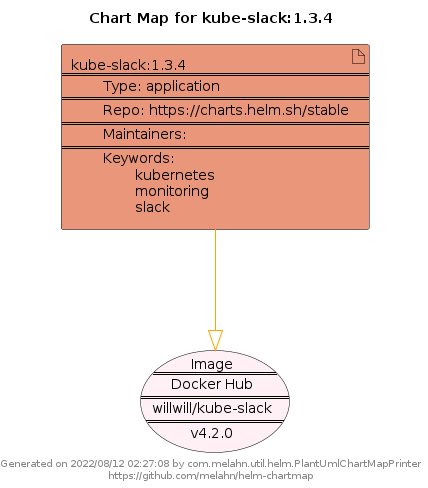 Chart Map for kube-slack:1.3.4
kube-slack:1.3.4
Type: application
Repo: https://charts.helm.sh/stable
Maintainers:
Keywords:
kubernetes
monitoring
slack
Image
Docker Hub
willwill/kube-slack
v4.2.0
Generated on 2022/08/12 02:27:08 by com.melahn.util.helm.PlantUmlChartMapPrinter
https://github.com/melahn/helm-chartmap